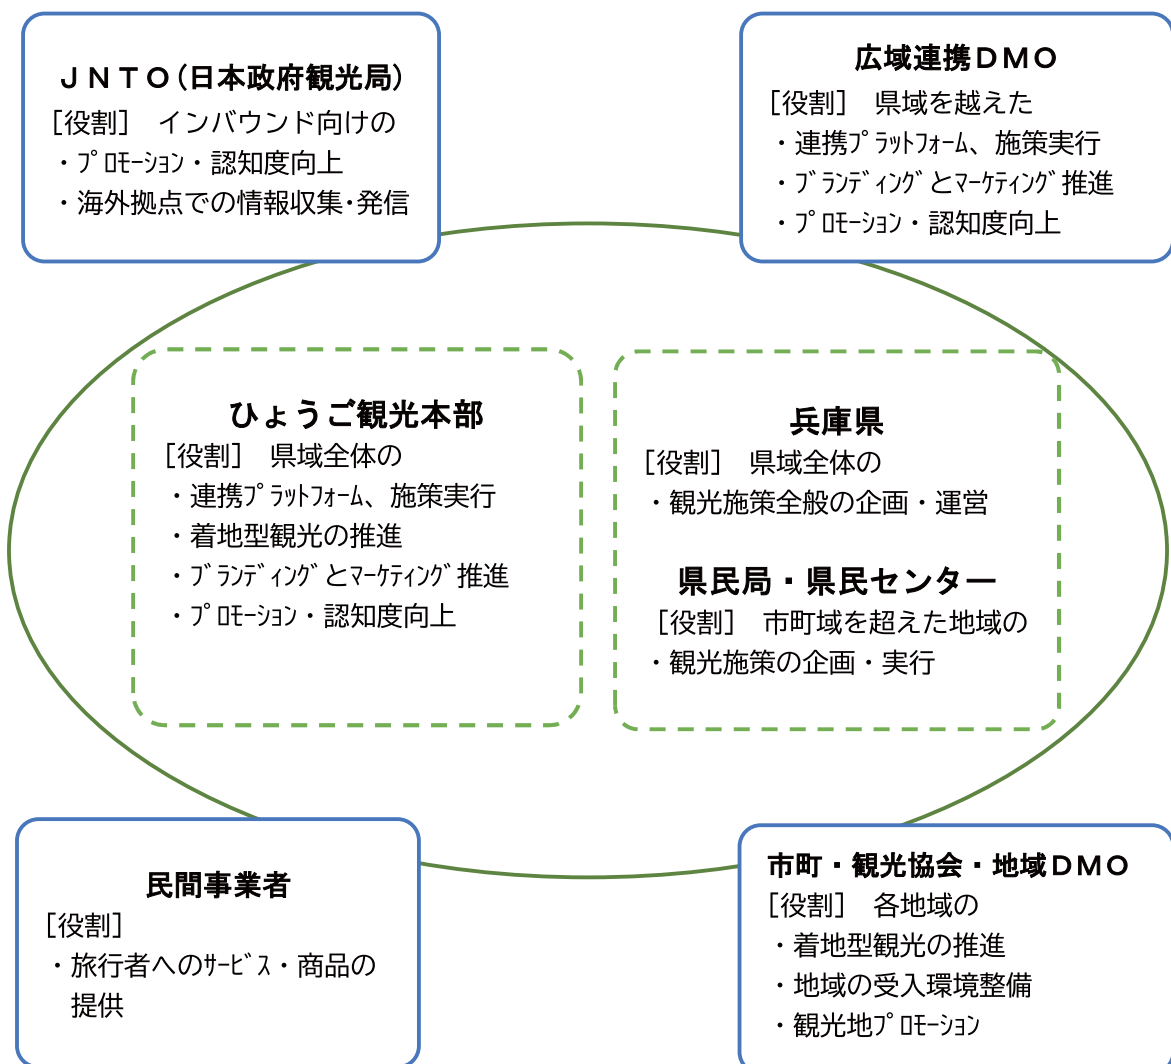 JNTO(日本政府観光局)
[役割] インバウンド向けの
・プロモーション・認知度向上
・海外拠点での情報収集・発信
広域連携DMO
[役割] 県域を越えた
・連携プラットフォーム、施策実行
・ブランディングとマーケティング推進
・プロモーション・認知度向上
ひょうご観光本部
[役割] 県域全体の
・連携プラットフォーム、施策実行
・着地型観光の推進
・ブランディングとマーケティング推進
・プロモーション・認知度向上
兵庫県
[役割] 県域全体の
・観光施策全般の企画・運営
県民局・県民センター
[役割] 市町域を超えた地域の
・観光施策の企画・実行
民間事業者
[役割]
・旅行者へのサービス・商品の
提供
市町・観光協会・地域DMO
[役割] 各地域の
・着地型観光の推進
・地域の受入環境整備
・観光地プロモーション